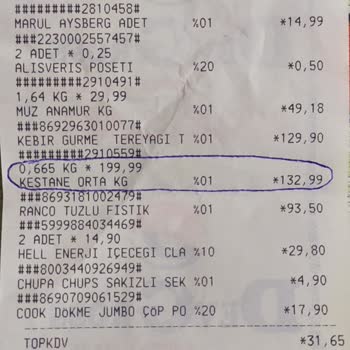 #########2810458#
MARUL AYSBERG ADET %01 *14,99
###2230002557457#
2 ADET * 0,25
ALISVERIS POSETI %20 *0,50
#########2910491#
1,64 KG * 29,99
MUZ ANAMUR KG %01 *49,18
###8692963010077#
KEBIR GURME TEREYAGI T %01 *129,90
#########2910559#
0,665 KG * 199,99
KESTANE ORTA KG %01 *132,99
###8693181002479#
RANCO TUZLU FISTIK %01 *93,50
###5999884034469#
2 ADET * 14,90
HELL ENERJI IÇECEGI CLA %10 *29,80
###8003440926949#
CHUPA CHUPS SAKIZLI SEK %01 *4,90
###8690709061529#
COOK DöKME JUMBO ÇöP PO %20 *17,90
TOPKDV *31,65